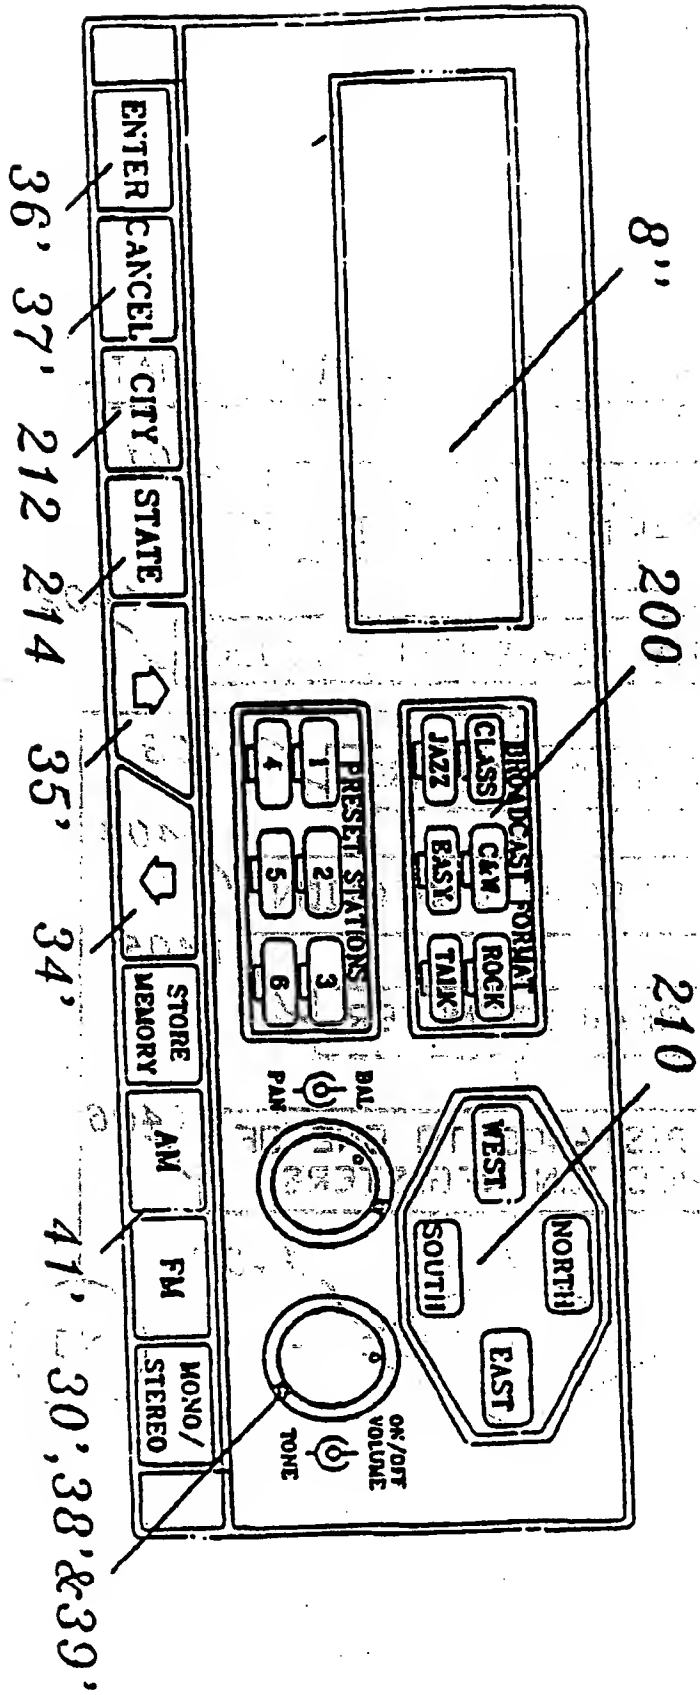 8'' 200 210
BROADCAST FORMAT
CLASS C&W ROCK
JAZZ EASY TALK
PRESET STATIONS
1 2 3
4 5 6
NORTH
WEST EAST
SOUTH
BAL
PAN
ON/OFF
VOLUME
TONE
ENTER CANCEL CITY STATE
STORE
MEMORY
AM FM
MONO/
STEREO
36' 37' 212 214 35' 34' 41' 30',38'&39'